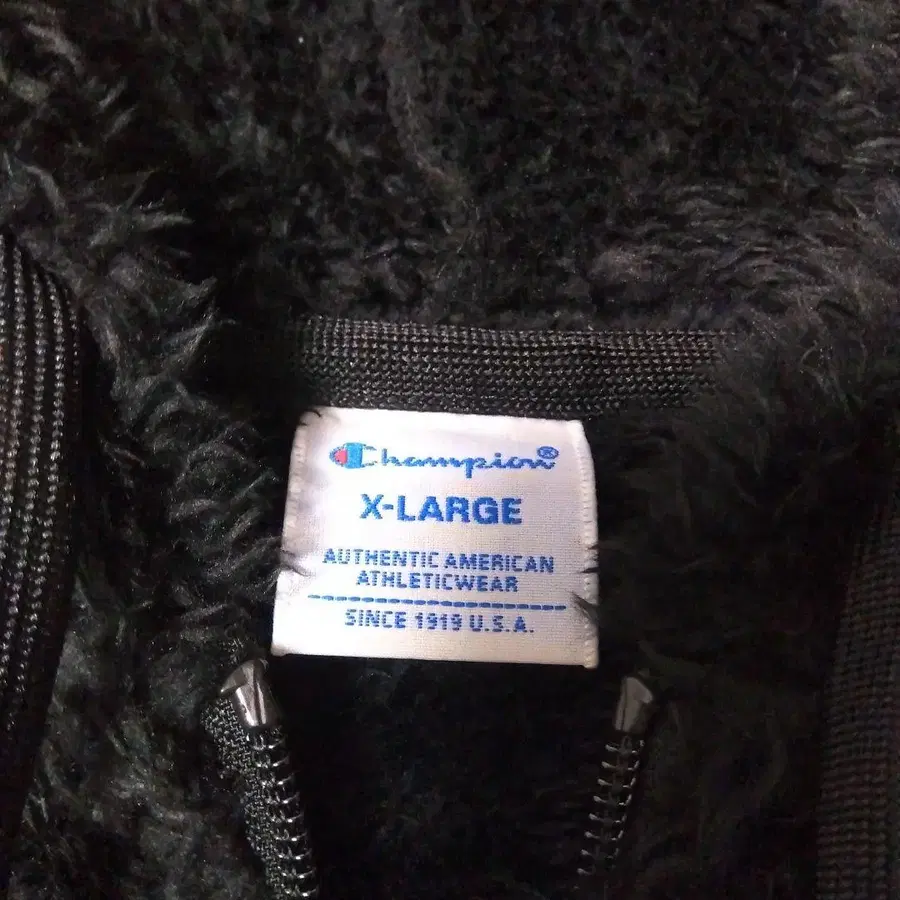 Champion®
X-LARGE
AUTHENTIC AMERICAN
ATHLETICWEAR
SINCE 1919 U.S.A.